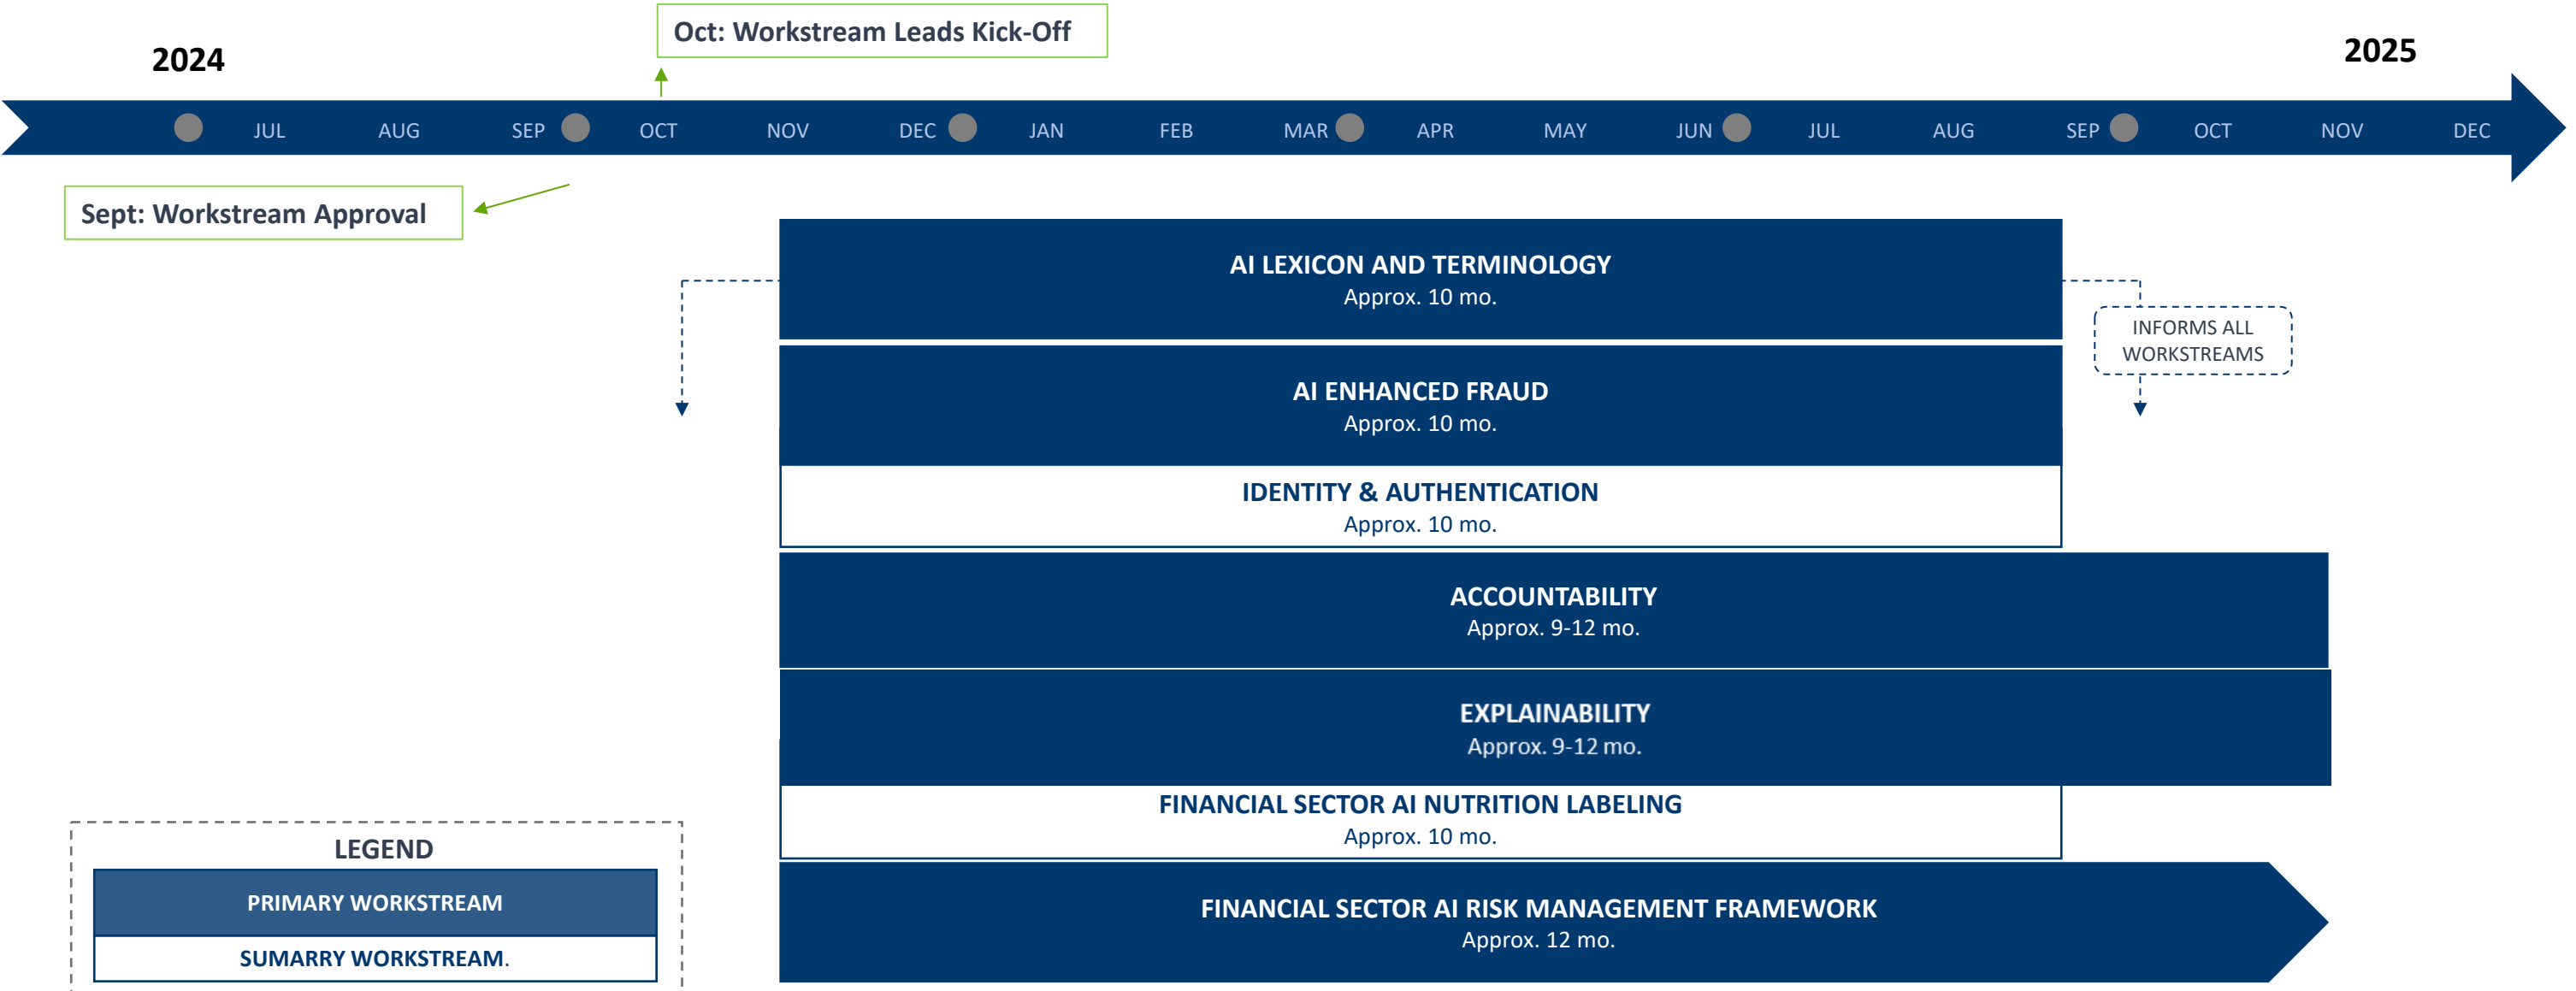 Oct: Workstream Leads Kick-Off
2024
2025
JUL AUG SEP OCT NOV DEC JAN FEB MAR APR MAY JUN JUL AUG SEP OCT NOV DEC
Sept: Workstream Approval
AI LEXICON AND TERMINOLOGY
Approx. 10 mo.
INFORMS ALL
WORKSTREAMS
AI ENHANCED FRAUD
Approx. 10 mo.
IDENTITY & AUTHENTICATION
Approx. 10 mo.
ACCOUNTABILITY
Approx. 9-12 mo.
EXPLAINABILITY
Approx. 9-12 mo.
FINANCIAL SECTOR AI NUTRITION LABELING
Approx. 10 mo.
FINANCIAL SECTOR AI RISK MANAGEMENT FRAMEWORK
Approx. 12 mo.
LEGEND
PRIMARY WORKSTREAM
SUMARRY WORKSTREAM.